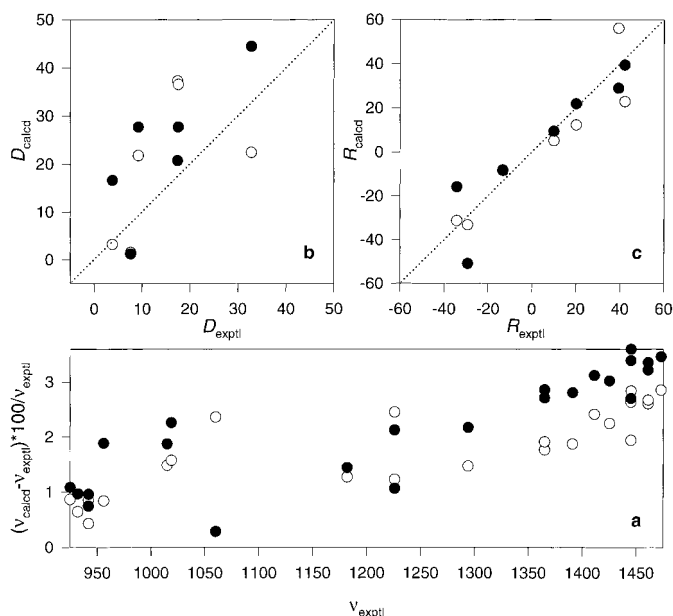 50
40
30
20
10
0
D_calcd
0 10 20 30 40 50
D_exptl
b
60
40
20
0
-20
-40
-60
R_calcd
-60 -40 -20 0 20 40 60
R_exptl
c
3
2
1
0
(ν_calcd-ν_exptl)*100/ν_exptl
a
950 1000 1050 1100 1150 1200 1250 1300 1350 1400 1450
ν_exptl